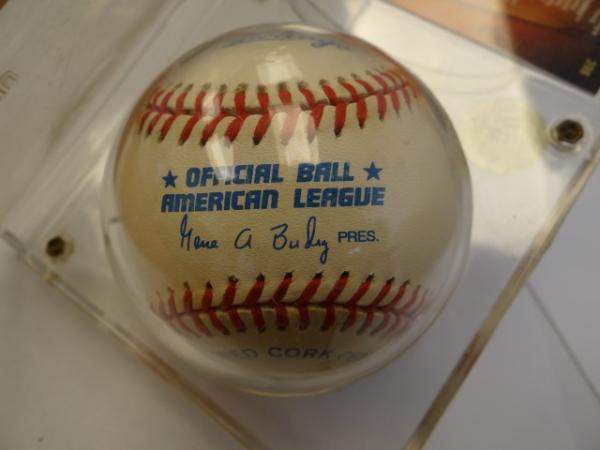 ★ OFFICIAL BALL ★
AMERICAN LEAGUE
Gene A Budig PRES.
CORK